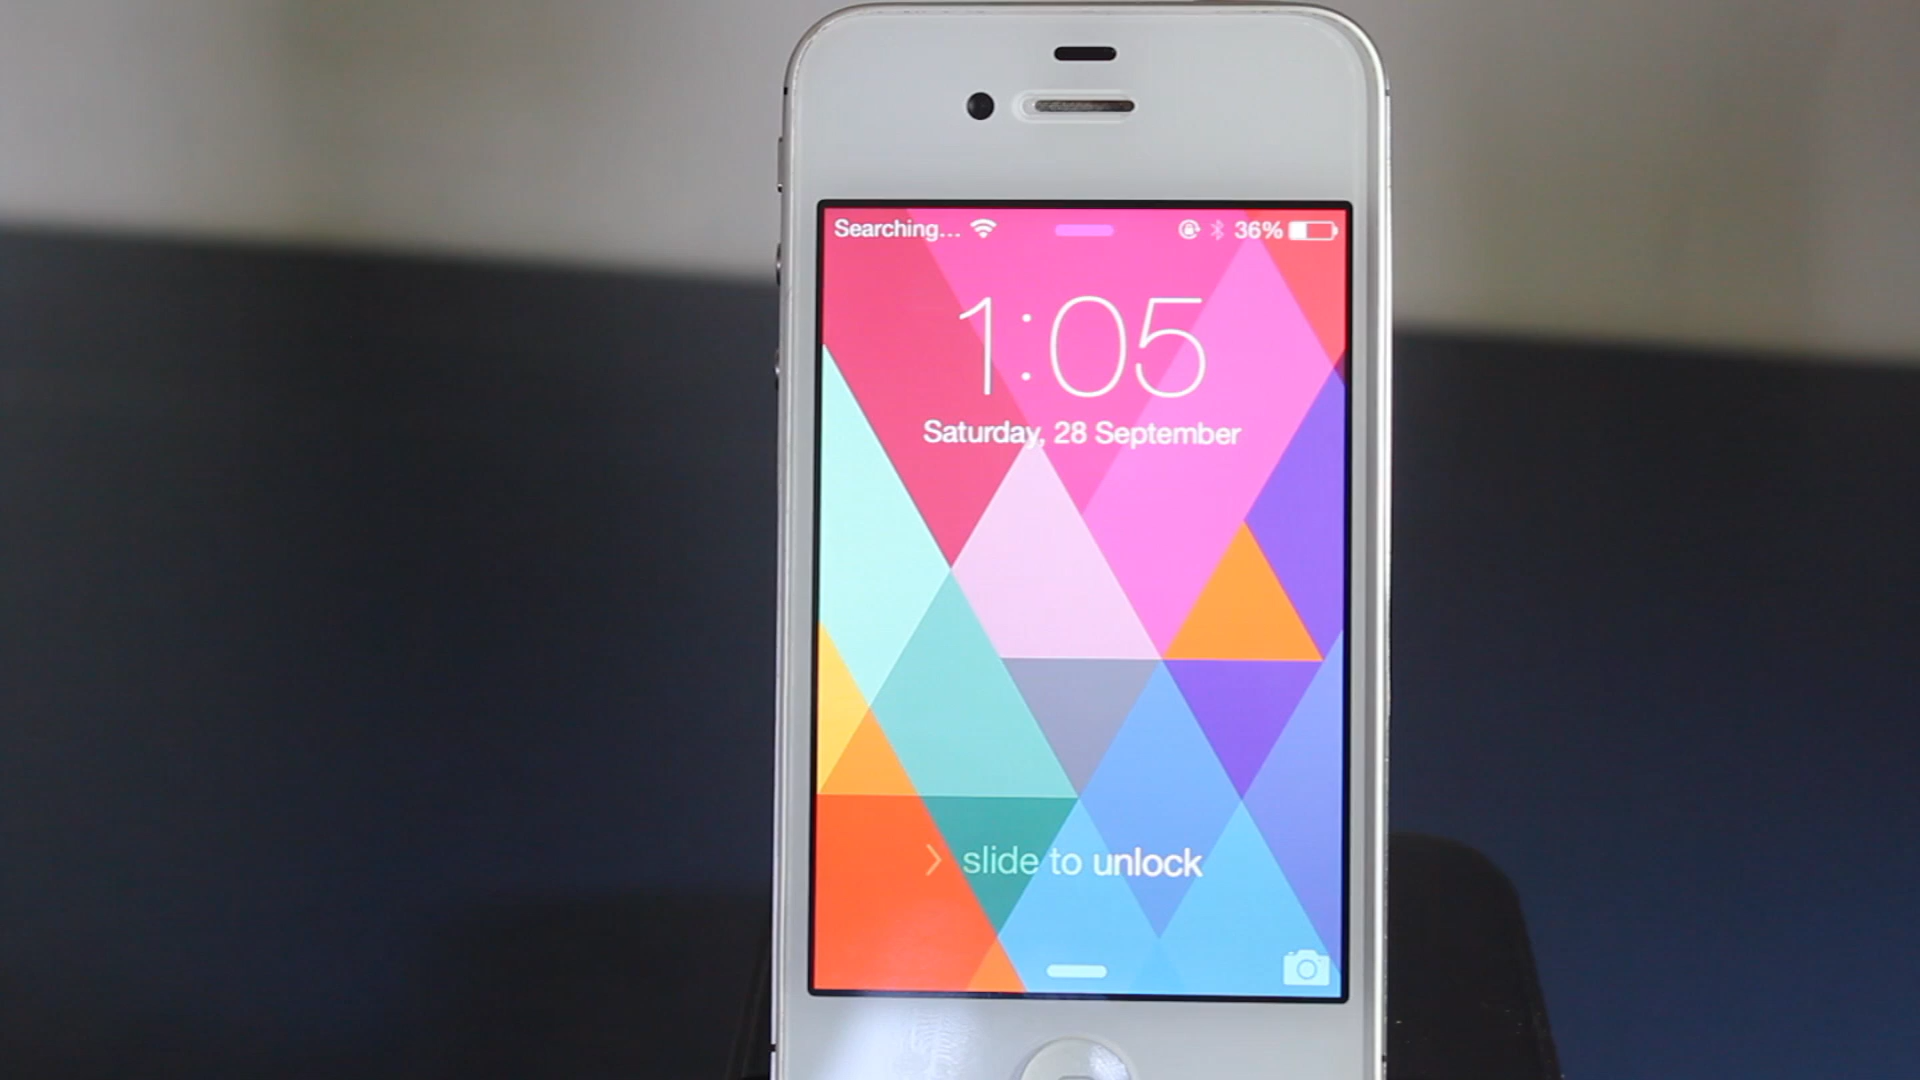 Searching... 36%
1:05
Saturday, 28 September
> slide to unlock